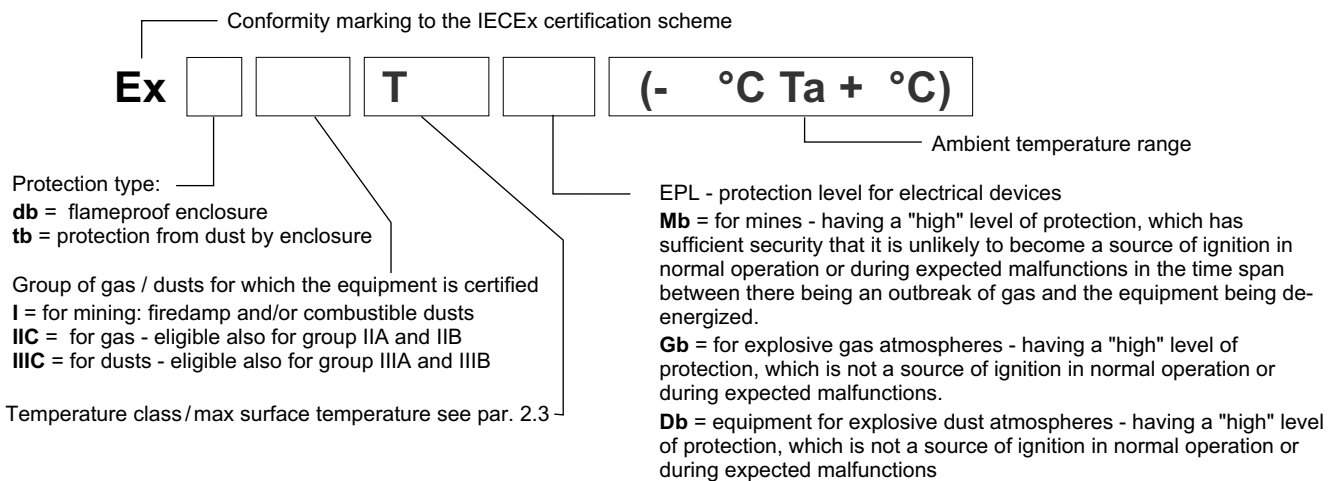 Conformity marking to the IECEx certification scheme
Ex T (- °C Ta + °C)
Ambient temperature range
Protection type:
db = flameproof enclosure
tb = protection from dust by enclosure
Group of gas / dusts for which the equipment is certified
I = for mining: firedamp and/or combustible dusts
IIC = for gas - eligible also for group IIA and IIB
IIIC = for dusts - eligible also for group IIIA and IIIB
Temperature class/max surface temperature see par. 2.3
EPL - protection level for electrical devices
Mb = for mines - having a "high" level of protection, which has
sufficient security that it is unlikely to become a source of ignition in
normal operation or during expected malfunctions in the time span
between there being an outbreak of gas and the equipment being de-
energized.
Gb = for explosive gas atmospheres - having a "high" level of
protection, which is not a source of ignition in normal operation or
during expected malfunctions.
Db = equipment for explosive dust atmospheres - having a "high" level
of protection, which is not a source of ignition in normal operation or
during expected malfunctions